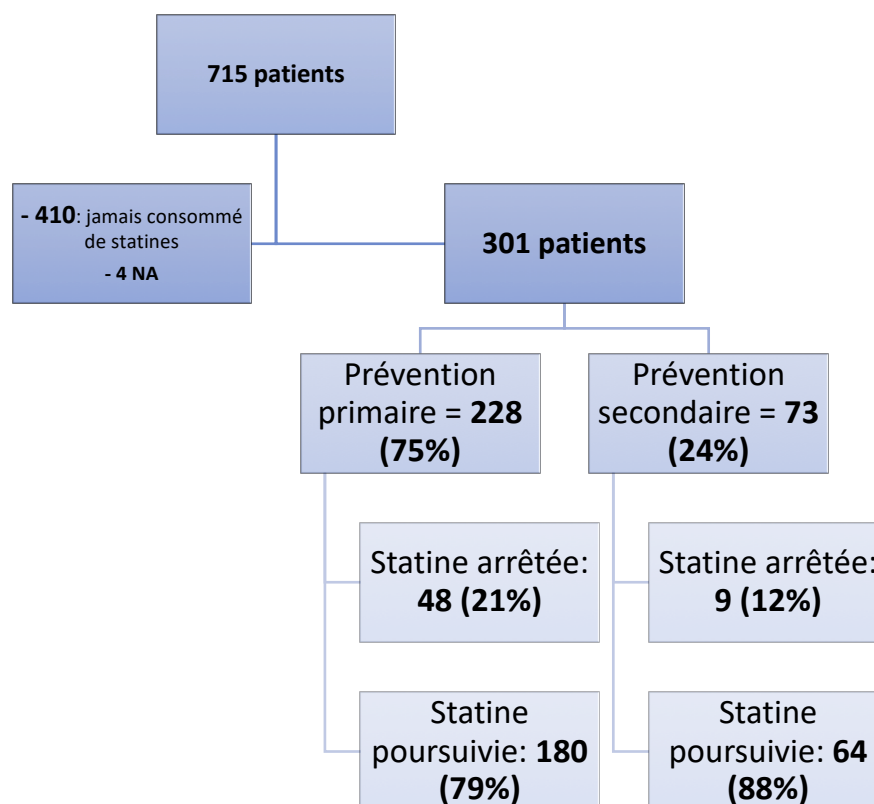 715 patients
- 410: jamais consommé
de statines
- 4 NA
301 patients
Prévention
primaire = 228
(75%)
Prévention
secondaire = 73
(24%)
Statine arrêtée:
48 (21%)
Statine arrêtée:
9 (12%)
Statine
poursuivie: 180
(79%)
Statine
poursuivie: 64
(88%)